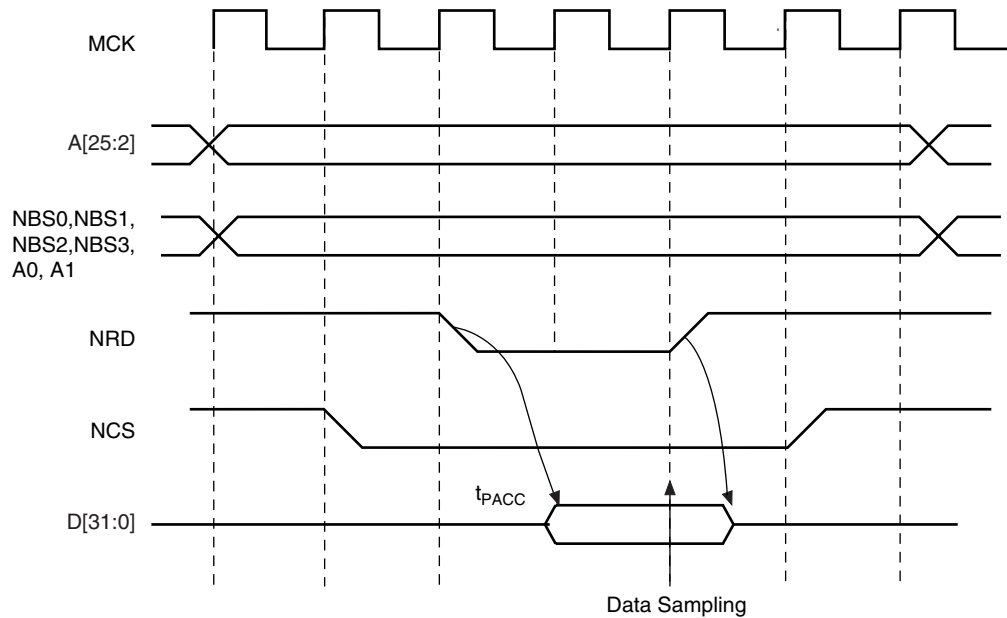 MCK
A[25:2]
NBS0,NBS1,
NBS2,NBS3,
A0, A1
NRD
NCS
tPACC
D[31:0]
Data Sampling